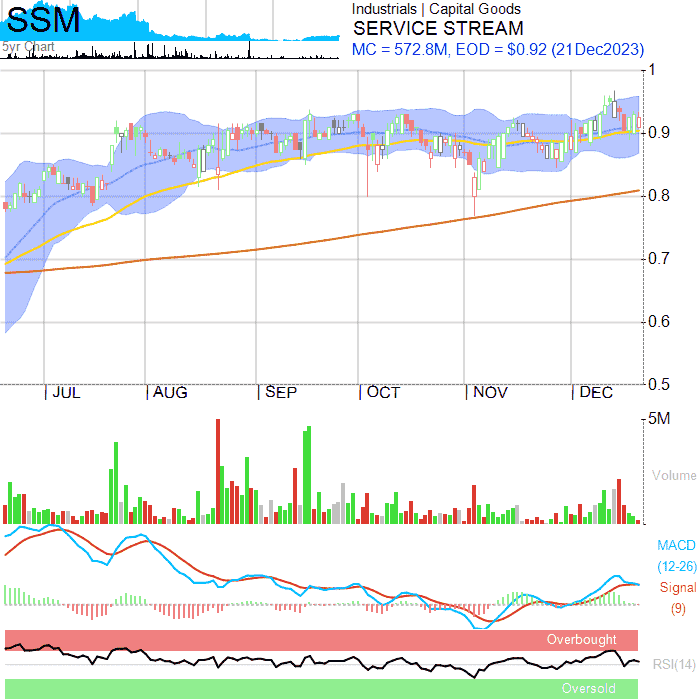 SSM
5yr Chart
Industrials | Capital Goods
SERVICE STREAM
MC = 572.8M, EOD = $0.92 (21Dec2023)
1
0.9
0.8
0.7
0.6
0.5
JUL AUG SEP OCT NOV DEC
5M
Volume
MACD
(12-26)
Signal
(9)
Overbought
RSI(14)
Oversold